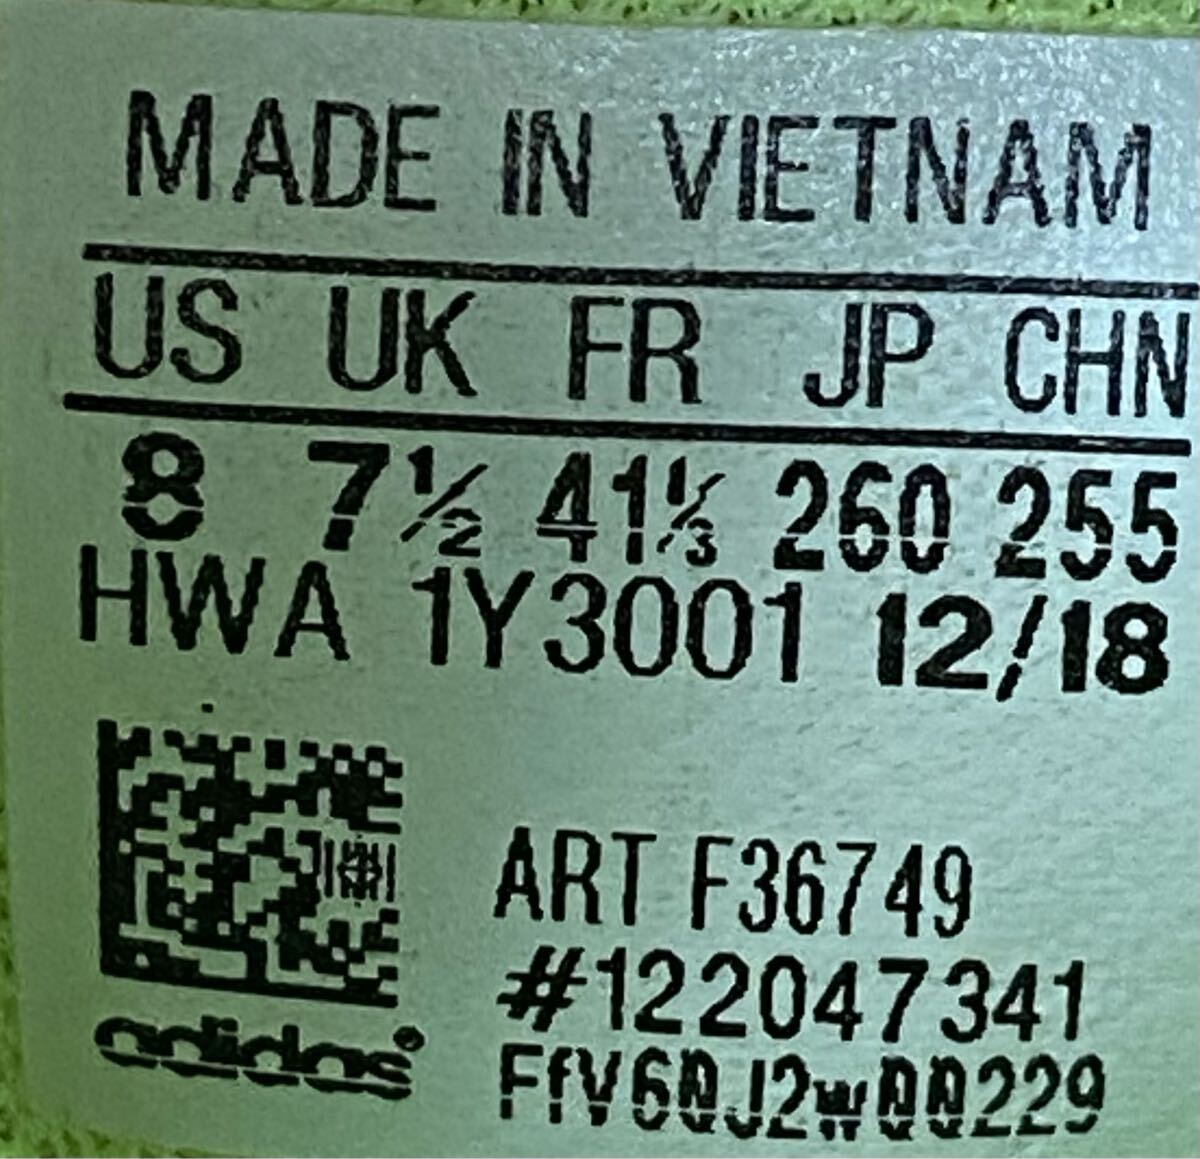 MADE IN VIETNAM
US UK FR JP CHN
8 7½ 41⅓ 260 255
HWA 1Y3001 12/18
ART F36749
#122047341
adidas®